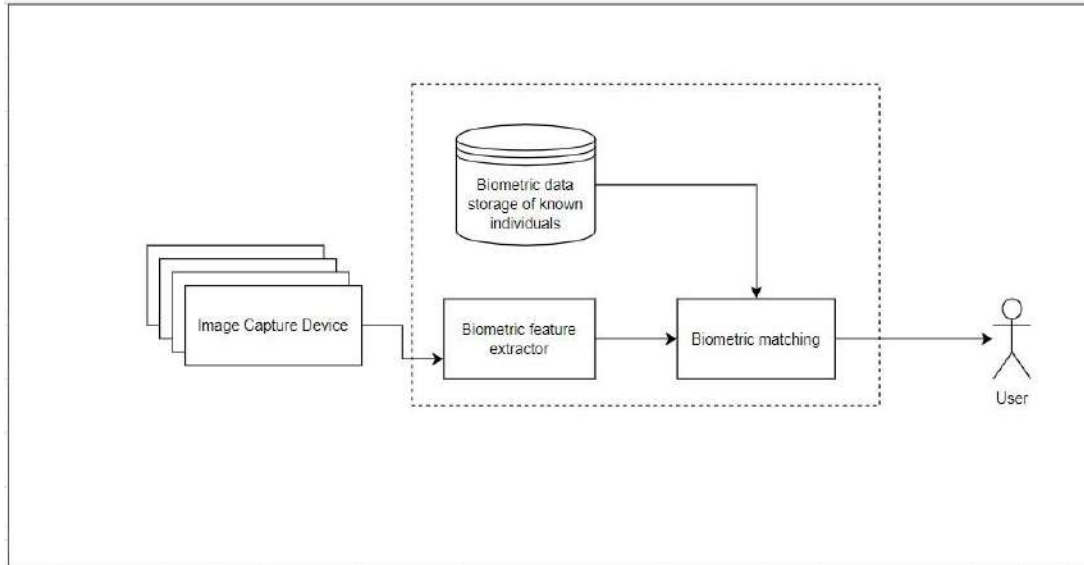 Biometric data
storage of known
individuals
Image Capture Device
Biometric feature
extractor
Biometric matching
User